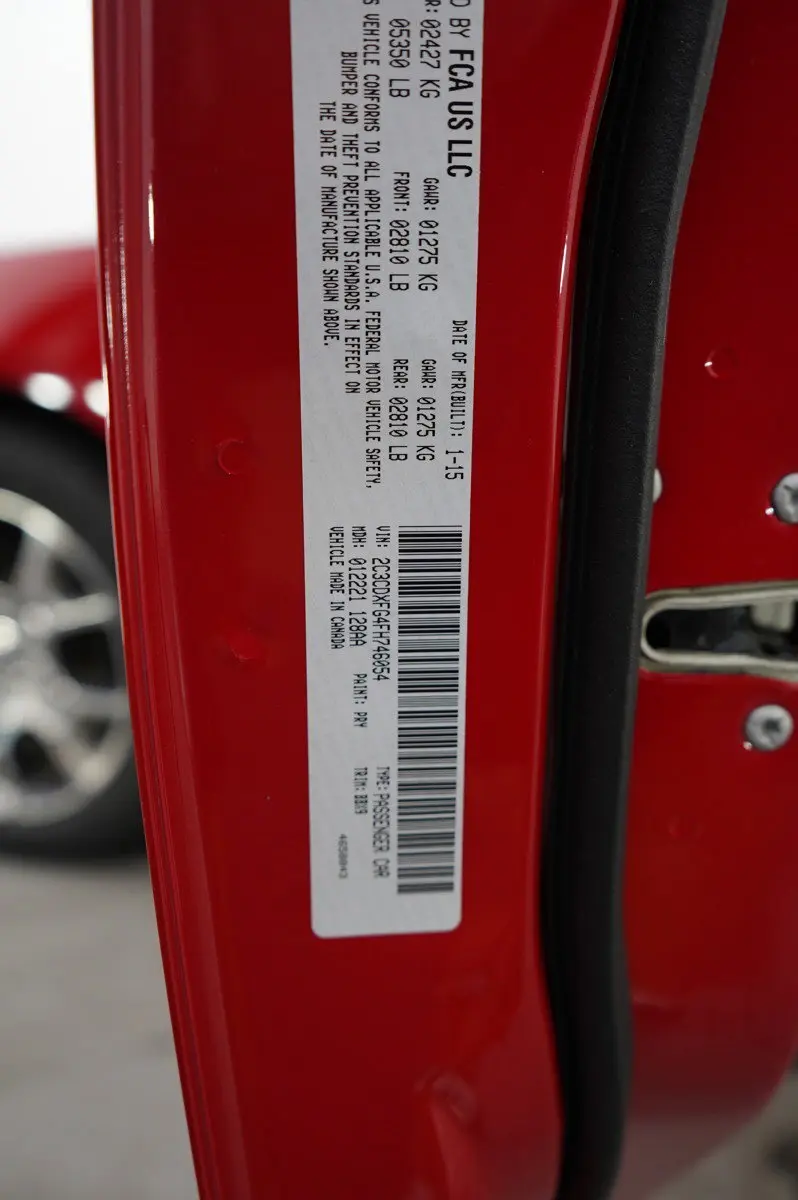 D BY FCA US LLC
DATE OF MFR(BUILT): 1-15
R: 02427 KG GAWR: 01275 KG GAWR: 01275 KG
05350 LB FRONT: 02810 LB REAR: 02810 LB
S VEHICLE CONFORMS TO ALL APPLICABLE U.S.A. FEDERAL MOTOR VEHICLE SAFETY,
BUMPER AND THEFT PREVENTION STANDARDS IN EFFECT ON
THE DATE OF MANUFACTURE SHOWN ABOVE.
VIN: 2C3CDXFG4FH746054 TYPE: PASSENGER CAR
MDH: 012221 128AA PAINT: PRY TRIM:
VEHICLE MADE IN CANADA